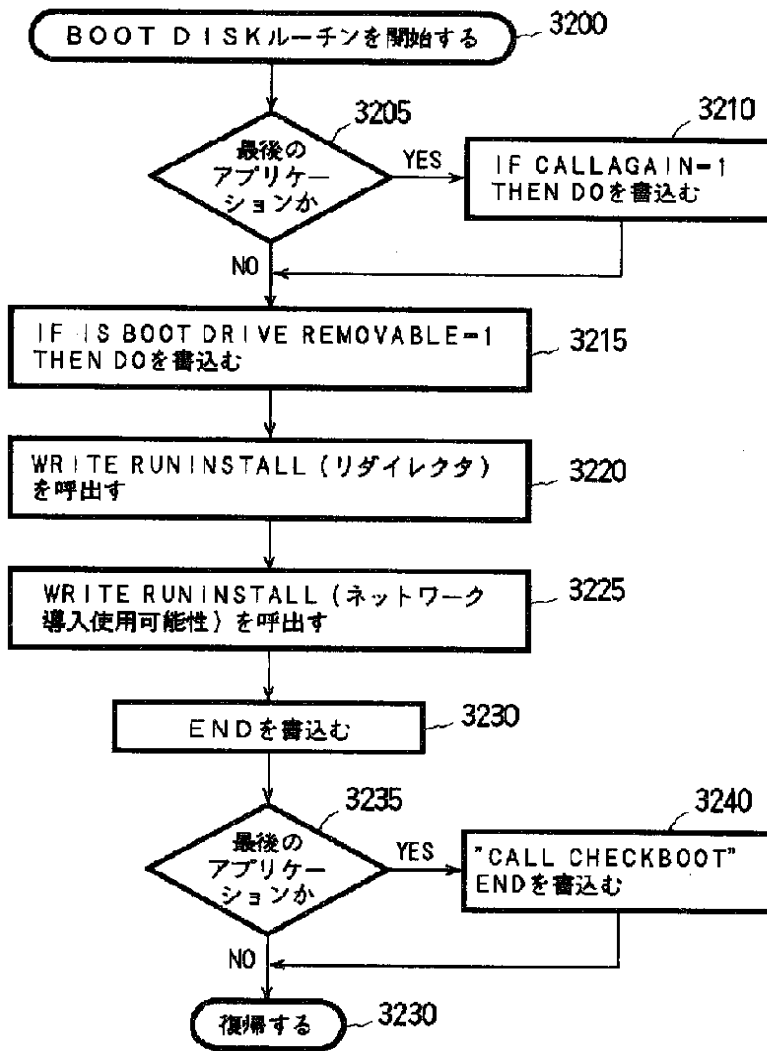 BOOT DISKルーチンを開始する
3200
3205
最後の
アプリケー
ションか
YES
3210
IF CALLAGAIN=1
THEN DOを書込む
NO
IF IS BOOT DRIVE REMOVABLE=1
THEN DOを書込む
3215
WRITE RUNINSTALL(リダイレクタ)
を呼出す
3220
WRITE RUNINSTALL(ネットワーク
導入使用可能性)を呼出す
3225
ENDを書込む
3230
3235
最後の
アプリケー
ションか
YES
3240
"CALL CHECKBOOT"
ENDを書込む
NO
復帰する
3230